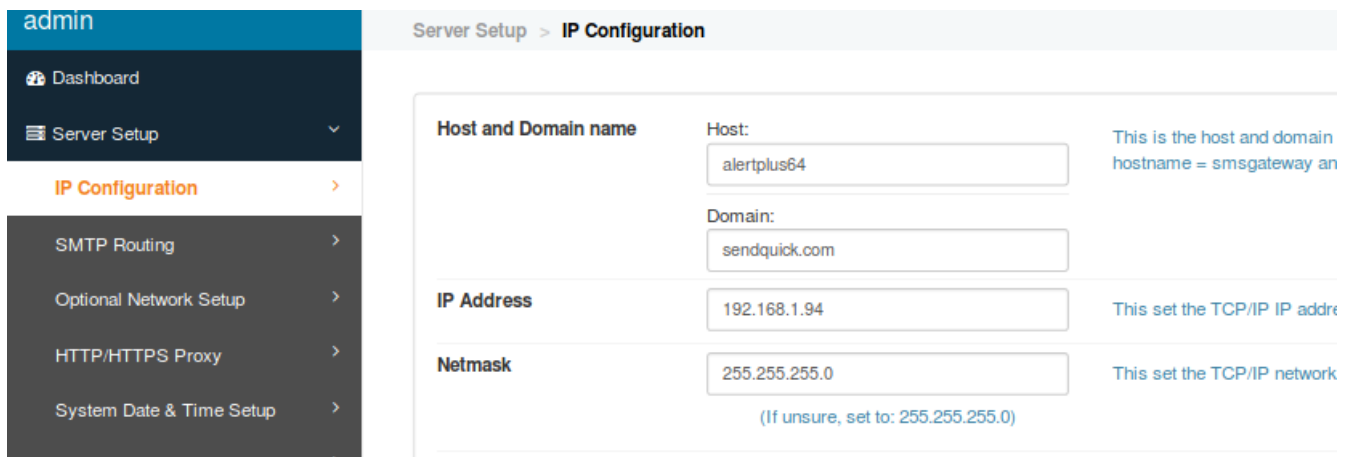 admin
Dashboard
Server Setup
IP Configuration
SMTP Routing
Optional Network Setup
HTTP/HTTPS Proxy
System Date & Time Setup
Server Setup > IP Configuration
Host and Domain name
Host:
alertplus64
This is the host and domain
hostname = smsgateway an
Domain:
sendquick.com
IP Address
192.168.1.94
This set the TCP/IP IP addre
Netmask
255.255.255.0
This set the TCP/IP network
(If unsure, set to: 255.255.255.0)